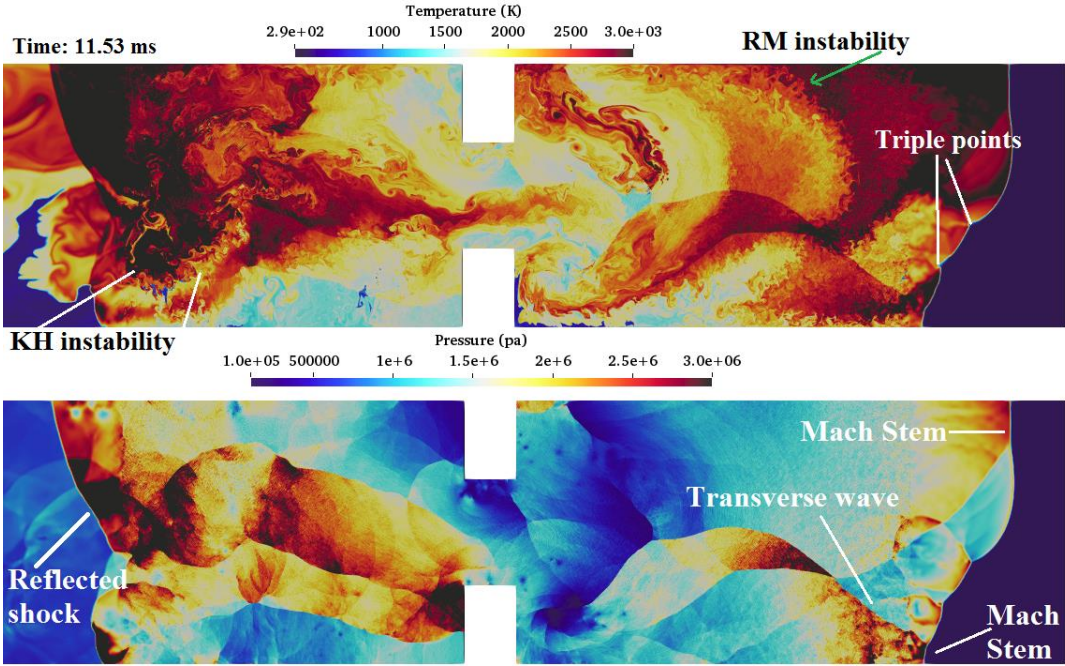 Temperature (K)
Time: 11.53 ms
2.9e+02 1000 1500 2000 2500 3.0e+03
RM instability
Triple points
KH instability
Pressure (pa)
1.0e+05 500000 1e+6 1.5e+6 2e+6 2.5e+6 3.0e+06
Mach Stem
Transverse wave
Reflected
shock
Mach
Stem